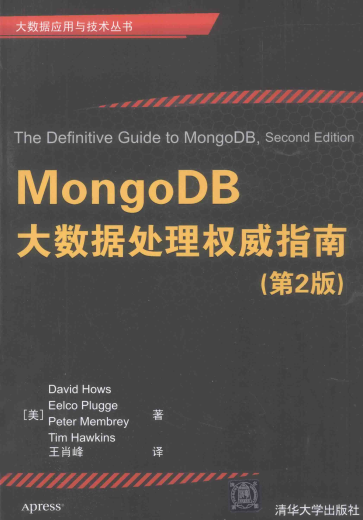 大数据应用与技术丛书
The Definitive Guide to MongoDB, Second Edition
MongoDB
大数据处理权威指南
(第2版)
David Hows
[美] Eelco Plugge 著
Peter Membrey
Tim Hawkins
王肖峰 译
Apress®
清华大学出版社